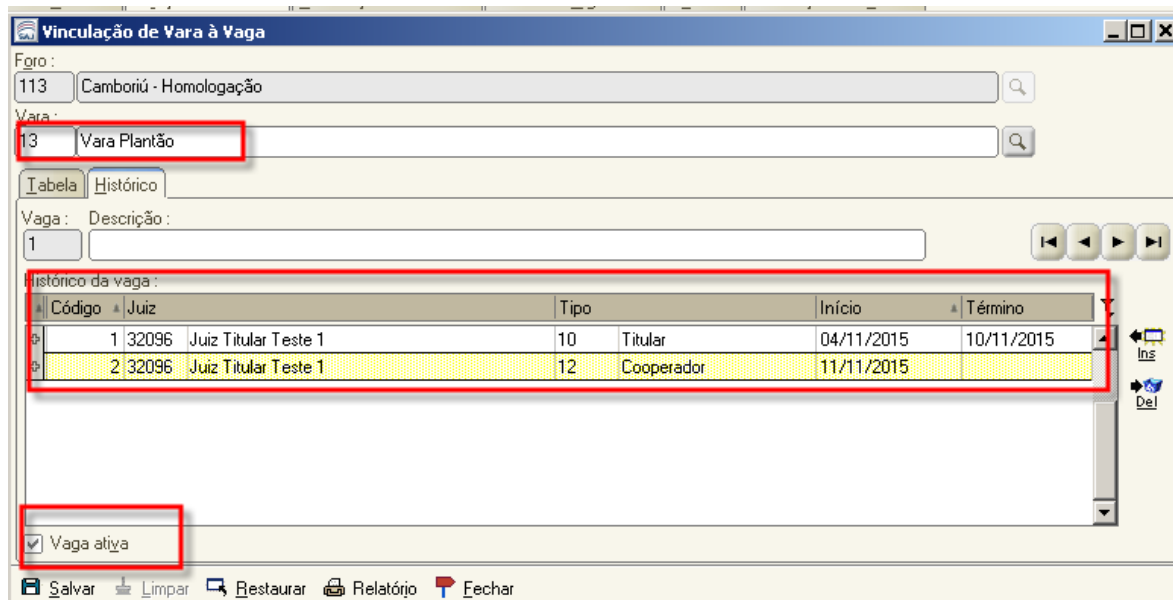 Vinculação de Vara à Vaga
Foro :
113 Camboriú - Homologação
Vara :
13 Vara Plantão
Tabela Histórico
Vaga : Descrição :
1
Histórico da vaga :
Código Juiz Tipo Início Término
1 32096 Juiz Titular Teste 1 10 Titular 04/11/2015 10/11/2015
2 32096 Juiz Titular Teste 1 12 Cooperador 11/11/2015
Ins
Del
Vaga ativa
Salvar Limpar Restaurar Relatório Fechar